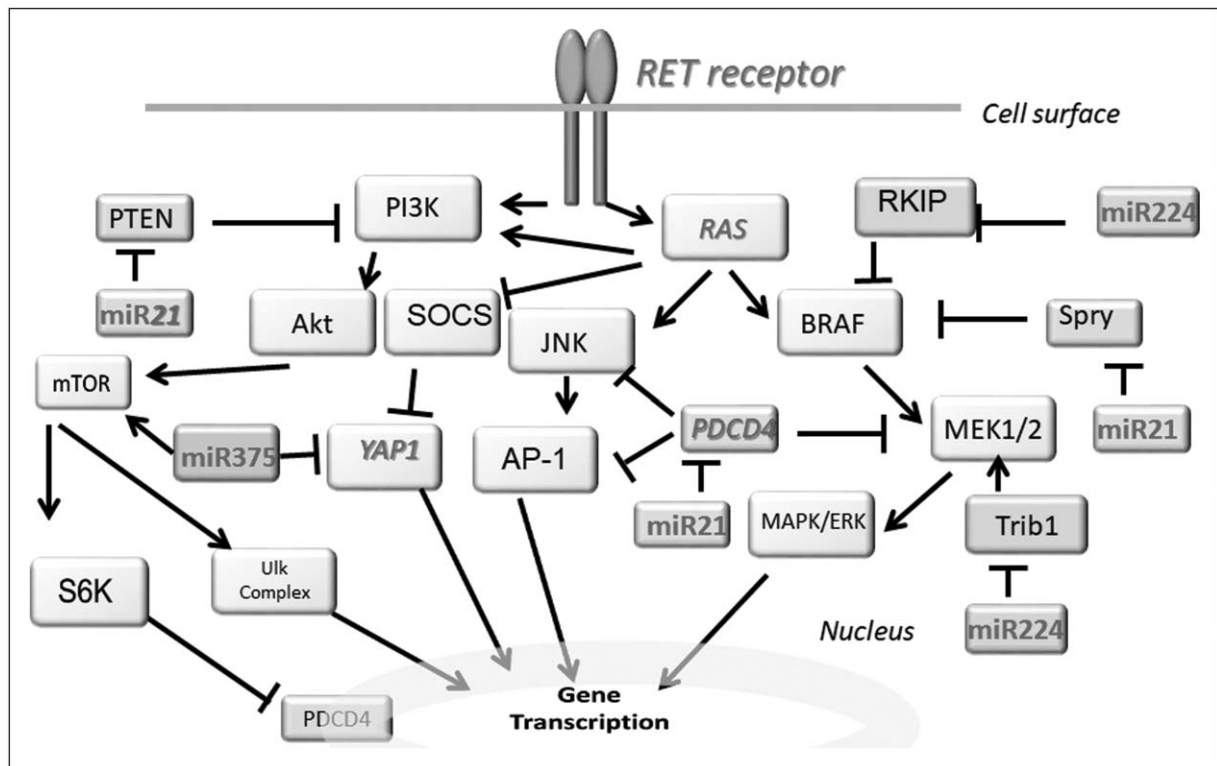 RET receptor
Cell surface
PTEN
PI3K
RAS
RKIP
miR224
miR21
Akt
SOCS
JNK
BRAF
Spry
mTOR
miR375
YAP1
AP-1
PDCD4
MEK1/2
miR21
miR21
MAPK/ERK
Trib1
S6K
Ulk
Complex
Nucleus
miR224
PDCD4
Gene
Transcription